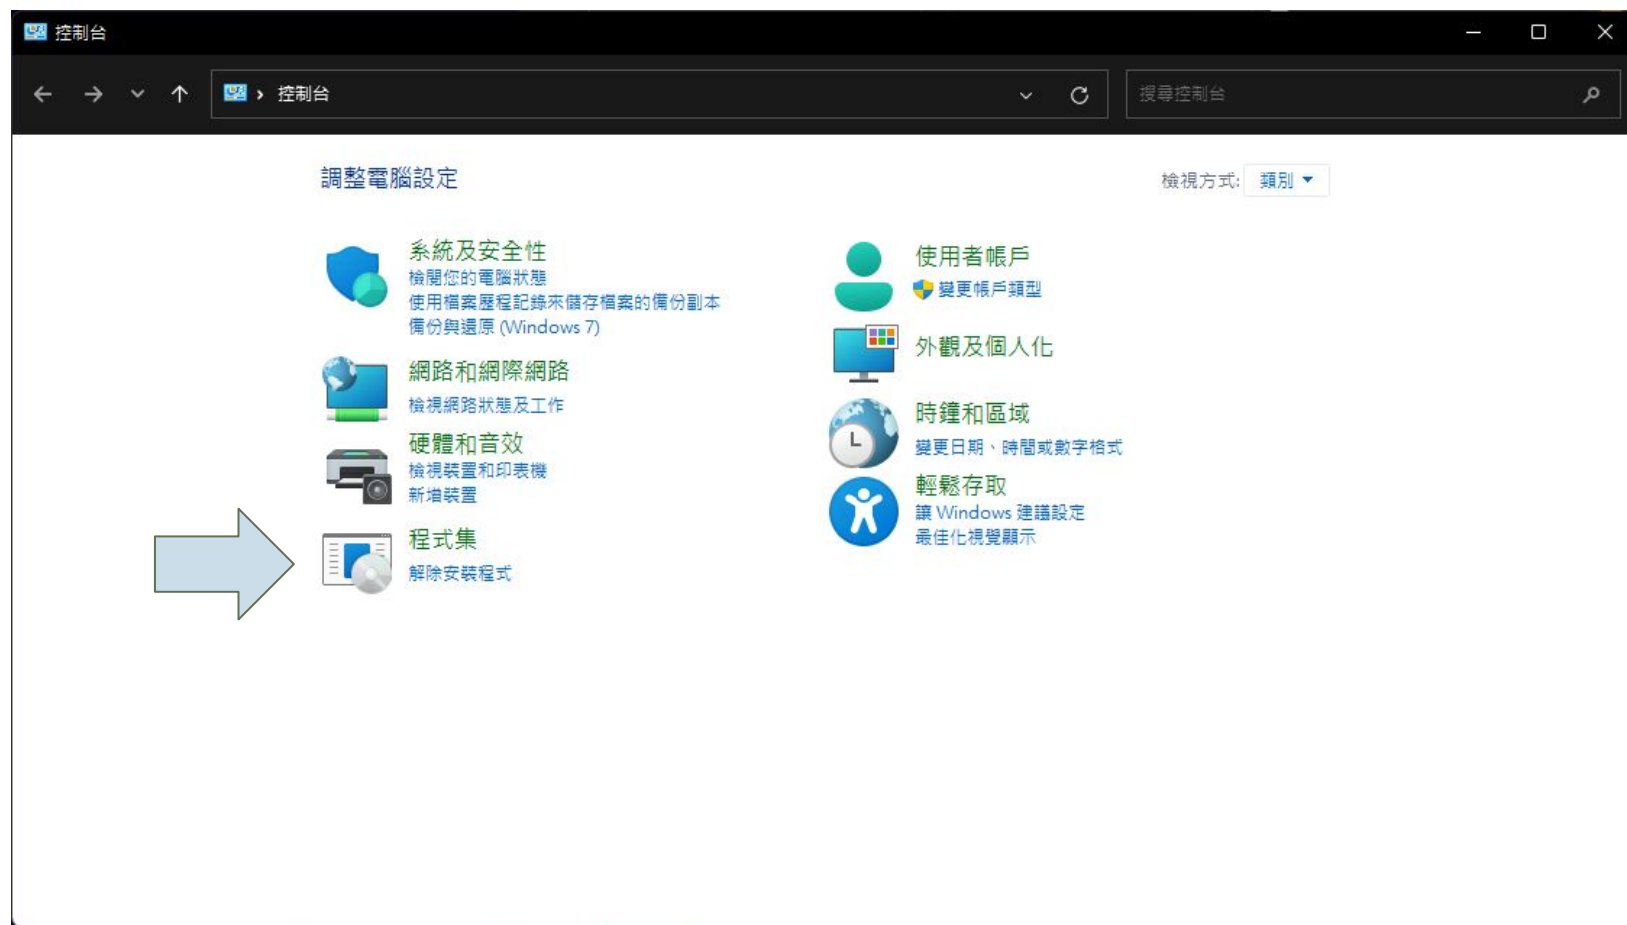 控制台
控制台
搜尋控制台
調整電腦設定
檢視方式: 類別
系統及安全性
檢閱您的電腦狀態
使用檔案歷程記錄來儲存檔案的備份副本
備份與還原 (Windows 7)
網路和網際網路
檢視網路狀態及工作
硬體和音效
檢視裝置和印表機
新增裝置
程式集
解除安裝程式
使用者帳戶
變更帳戶類型
外觀及個人化
時鐘和區域
變更日期、時間或數字格式
輕鬆存取
讓 Windows 建議設定
最佳化視覺顯示